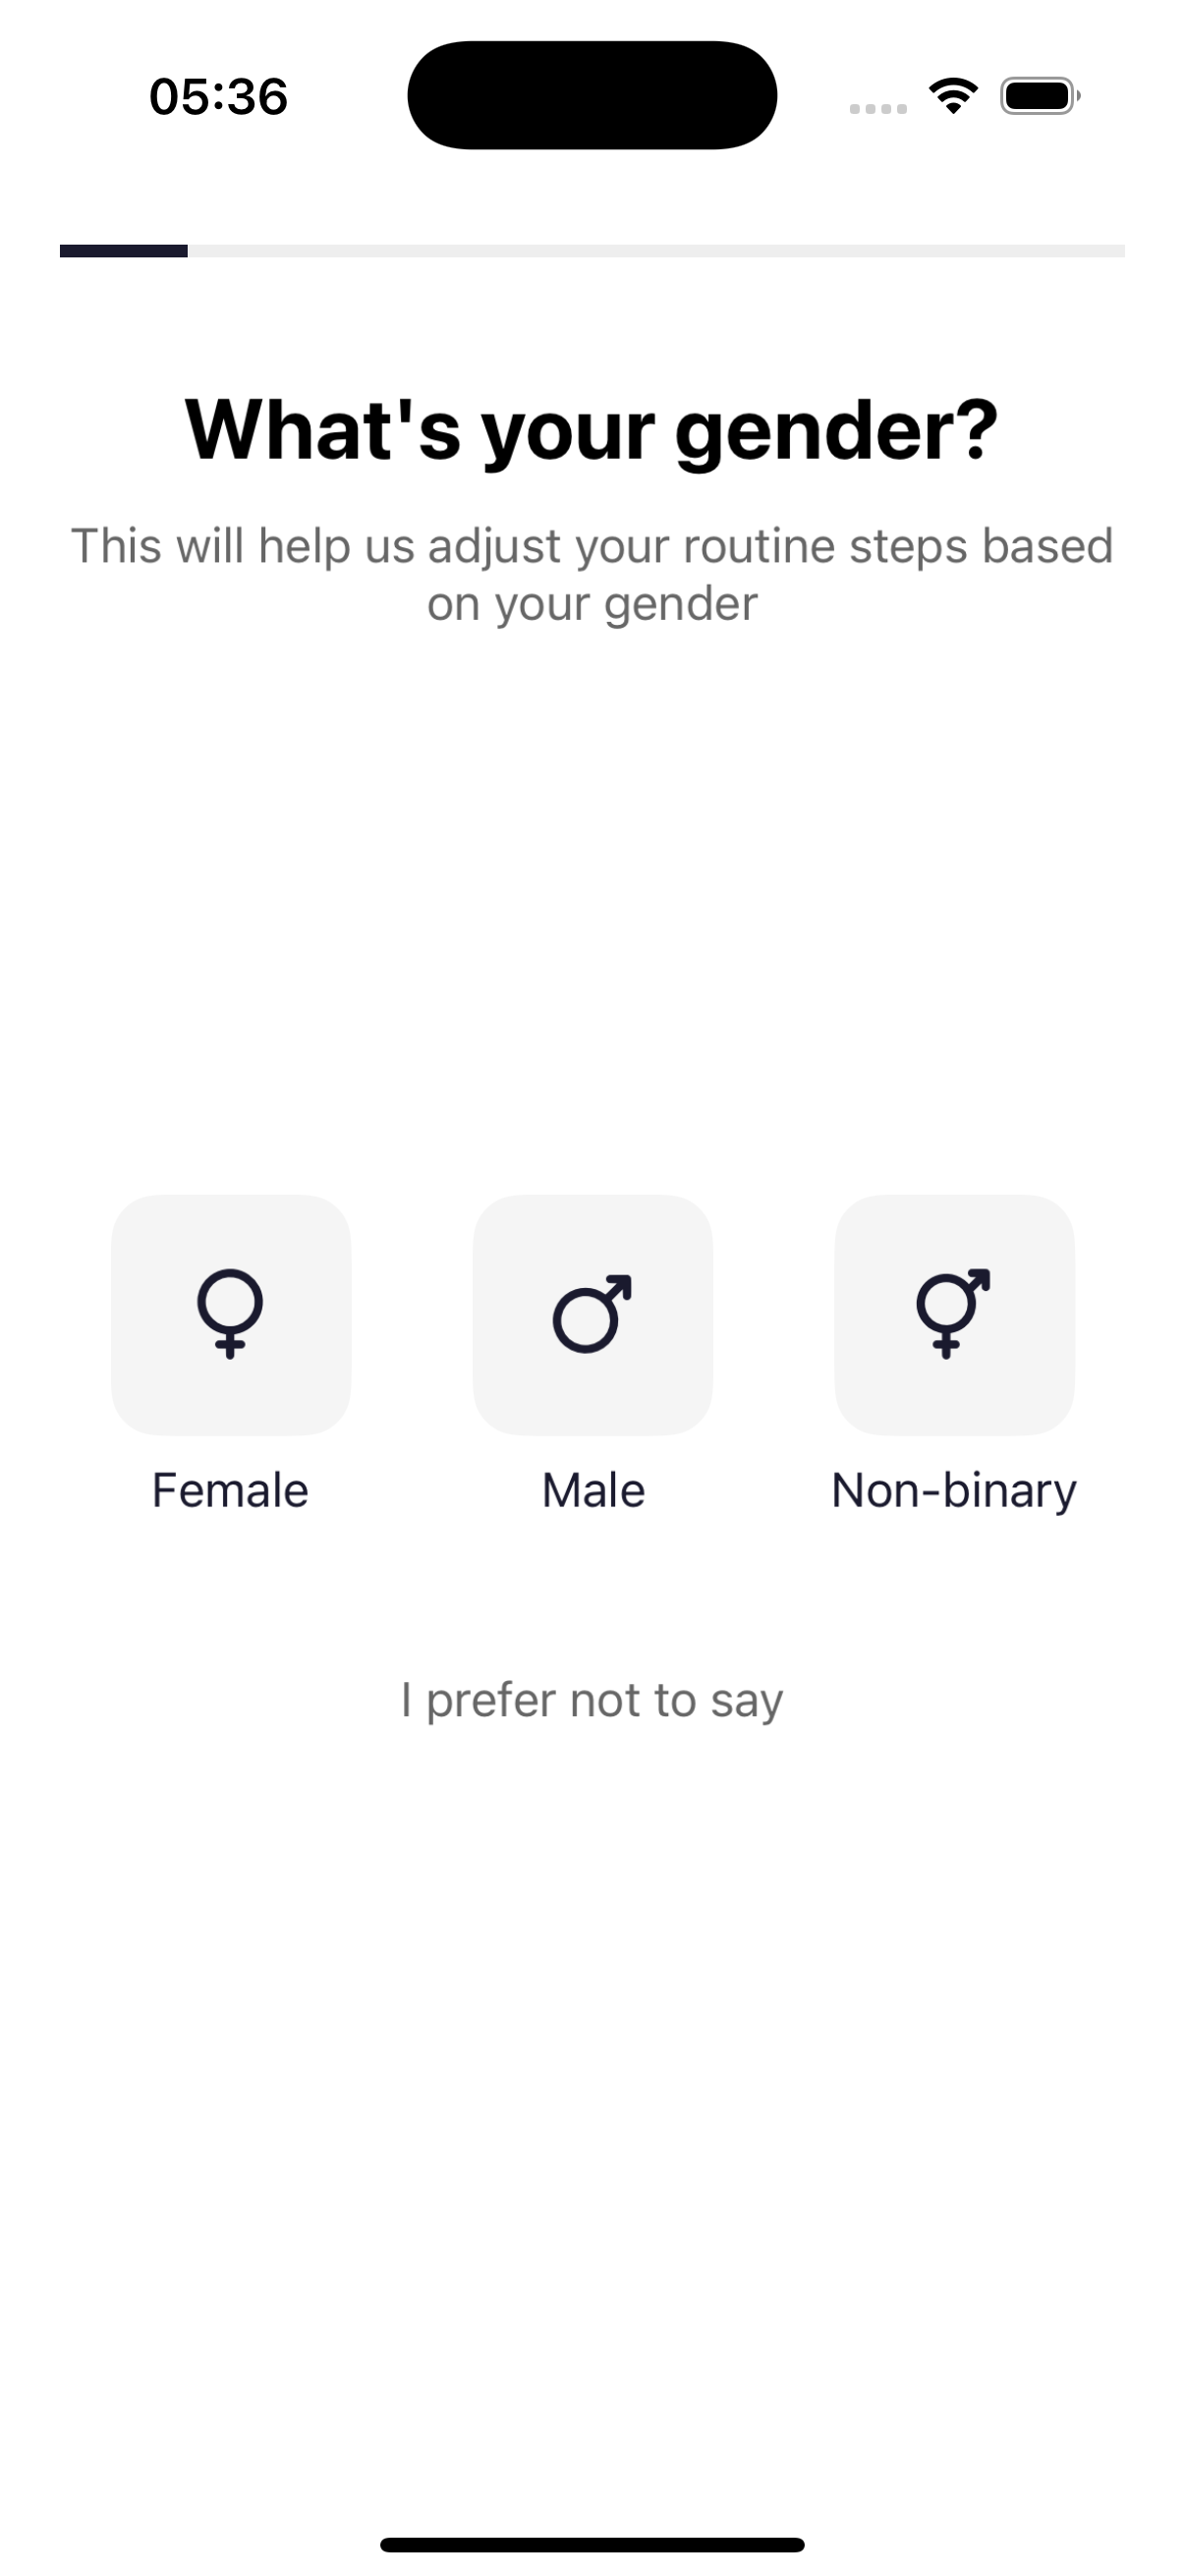 05:36
What's your gender?
This will help us adjust your routine steps based
on your gender
Female
Male
Non-binary
I prefer not to say